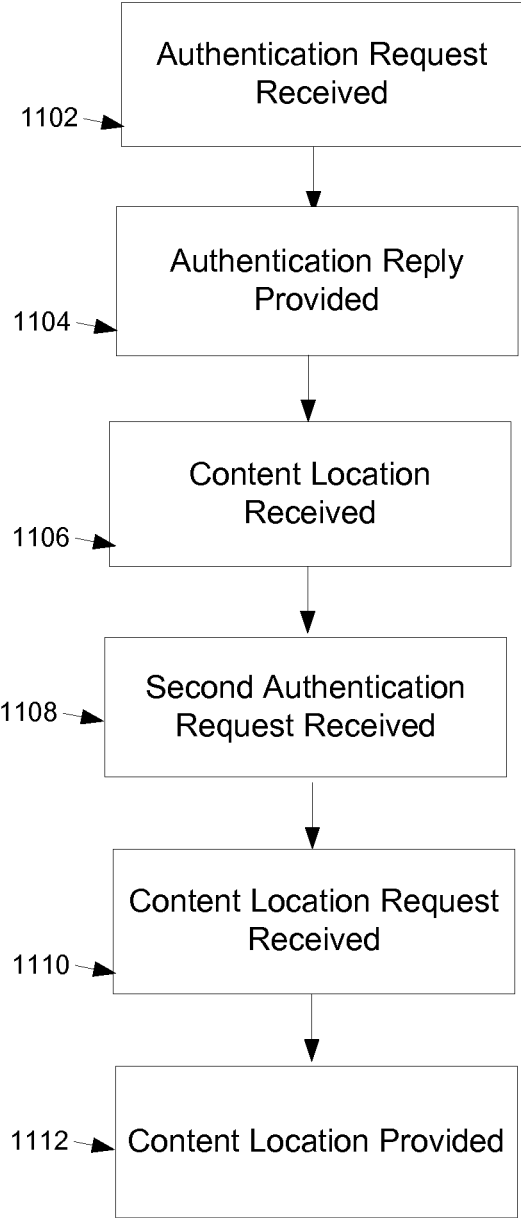 Authentication Request
Received
1102
Authentication Reply
Provided
1104
Content Location
Received
1106
Second Authentication
Request Received
1108
Content Location Request
Received
1110
Content Location Provided
1112